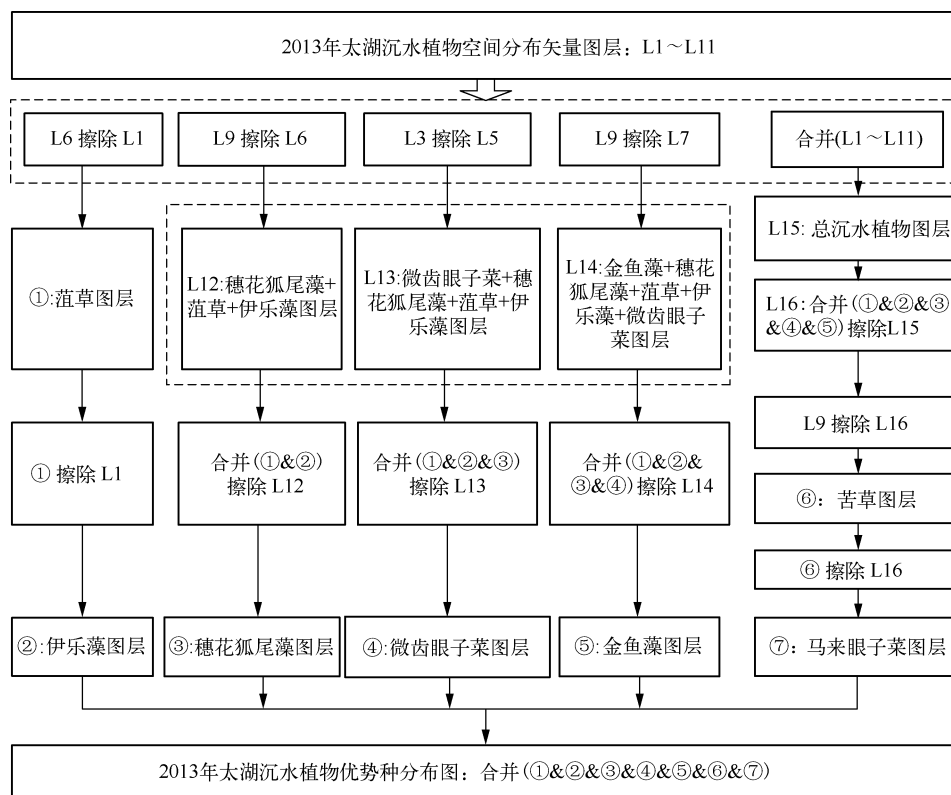 2013年太湖沉水植物空间分布矢量图层：L1～L11
L6 擦除 L1
L9 擦除 L6
L3 擦除 L5
L9 擦除 L7
合并(L1～L11)
①:菹草图层
L12:穗花狐尾藻+
菹草+伊乐藻图层
L13:微齿眼子菜+穗
花狐尾藻+菹草+伊
乐藻图层
L14:金鱼藻+穗花
狐尾藻+菹草+伊
乐藻+微齿眼子
菜图层
L15: 总沉水植物图层
L16:合并(①&②&③
&④&⑤)擦除L15
① 擦除 L1
合并(①&②)
擦除 L12
合并(①&②&③)
擦除 L13
合并(①&②&
③&④)擦除 L14
L9 擦除 L16
⑥：苦草图层
⑥ 擦除 L16
②:伊乐藻图层
③:穗花狐尾藻图层
④:微齿眼子菜图层
⑤:金鱼藻图层
⑦：马来眼子菜图层
2013年太湖沉水植物优势种分布图：合并(①&②&③&④&⑤&⑥&⑦)